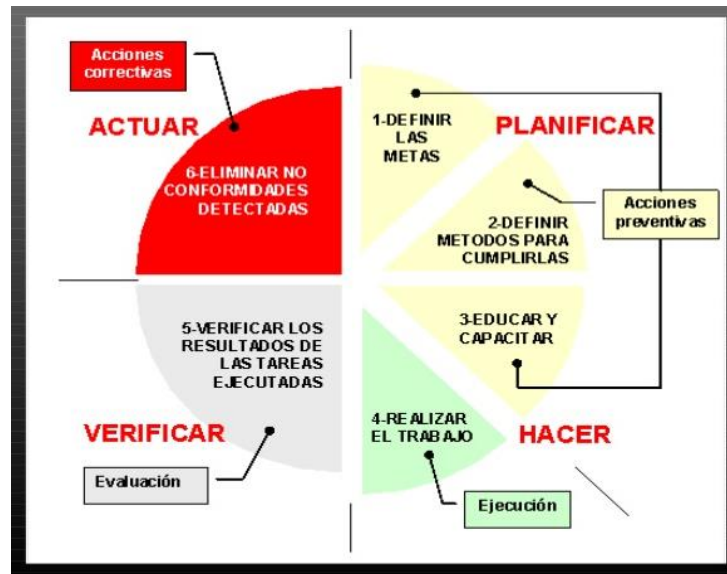 Acciones
correctivas
ACTUAR
6-ELIMINAR NO
CONFORMIDADES
DETECTADAS
1-DEFINIR
LAS
METAS
PLANIFICAR
2-DEFINIR
METODOS PARA
CUMPLIRLAS
Acciones
preventivas
3-EDUCAR Y
CAPACITAR
4-REALIZAR
EL TRABAJO
HACER
Ejecución
5-VERIFICAR LOS
RESULTADOS DE
LAS TAREAS
EJECUTADAS
VERIFICAR
Evaluación